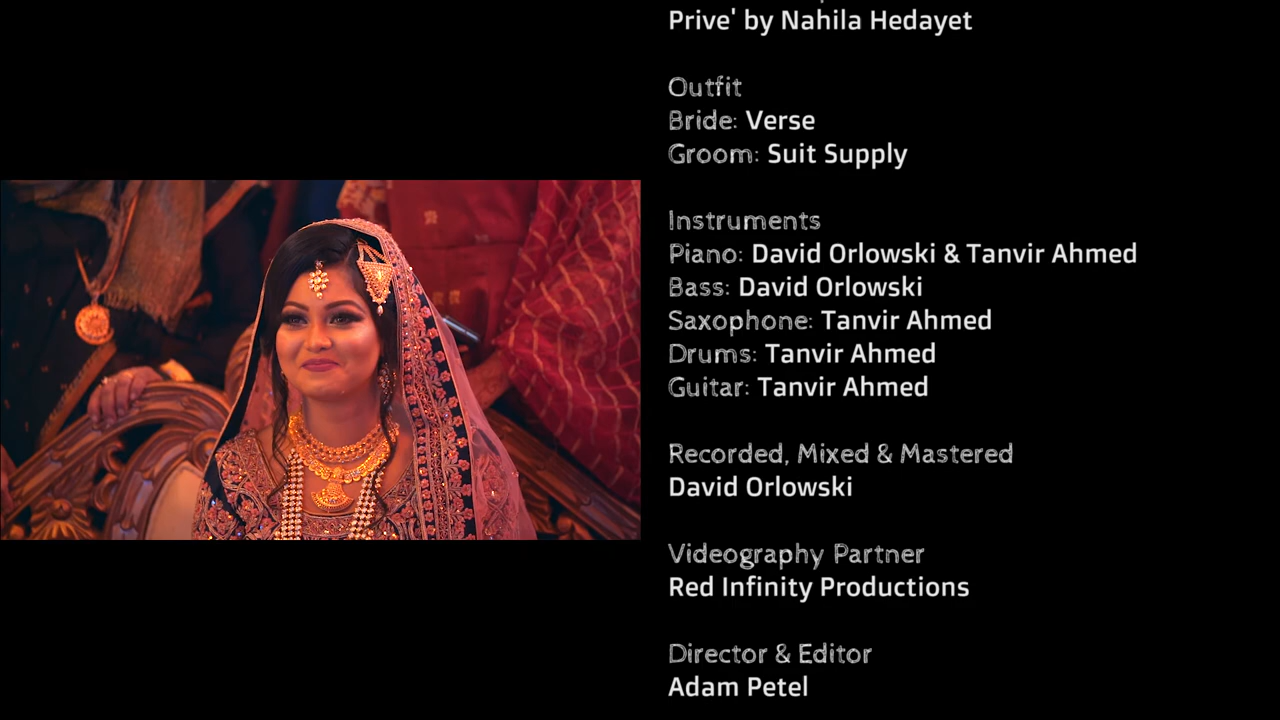 Prive' by Nahila Hedayet
Outfit
Bride: Verse
Groom: Suit Supply
Instruments
Piano: David Orlowski & Tanvir Ahmed
Bass: David Orlowski
Saxophone: Tanvir Ahmed
Drums: Tanvir Ahmed
Guitar: Tanvir Ahmed
Recorded, Mixed & Mastered
David Orlowski
Videography Partner
Red Infinity Productions
Director & Editor
Adam Petel